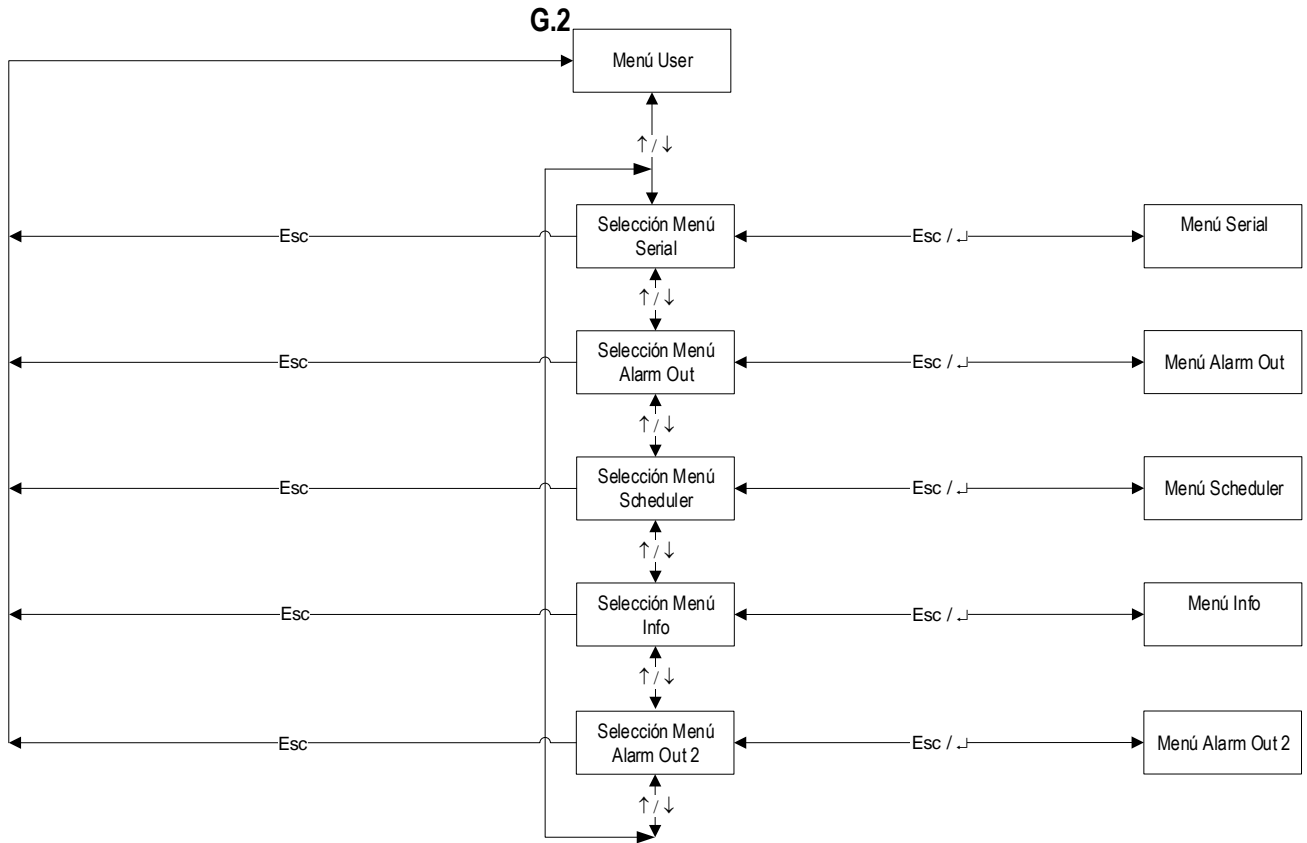 G.2
Menú User
↑ / ↓
Selección Menú
Serial
Esc
Esc / ↵
Menú Serial
↑ / ↓
Selección Menú
Alarm Out
Esc
Esc / ↵
Menú Alarm Out
↑ / ↓
Selección Menú
Scheduler
Esc
Esc / ↵
Menú Scheduler
↑ / ↓
Selección Menú
Info
Esc
Esc / ↵
Menú Info
↑ / ↓
Selección Menú
Alarm Out 2
Esc
Esc / ↵
Menú Alarm Out 2
↑ / ↓